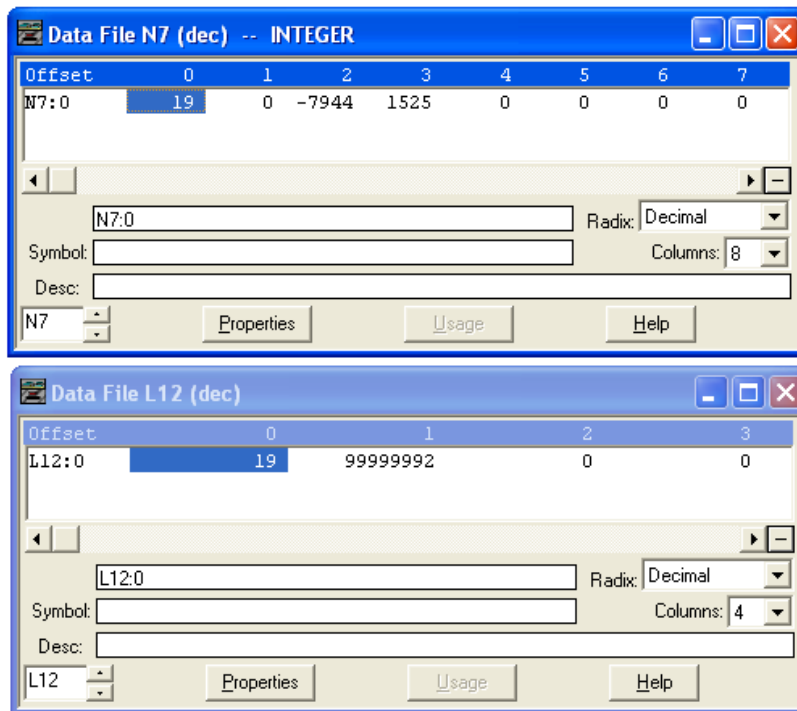 Data File N7 (dec) -- INTEGER
Offset 0 1 2 3 4 5 6 7
N7:0 19 0 -7944 1525 0 0 0 0
N7:0 Radix: Decimal
Symbol: Columns: 8
Desc:
N7 Properties Usage Help
Data File L12 (dec)
Offset 0 1 2 3
L12:0 19 99999992 0 0
L12:0 Radix: Decimal
Symbol: Columns: 4
Desc:
L12 Properties Usage Help